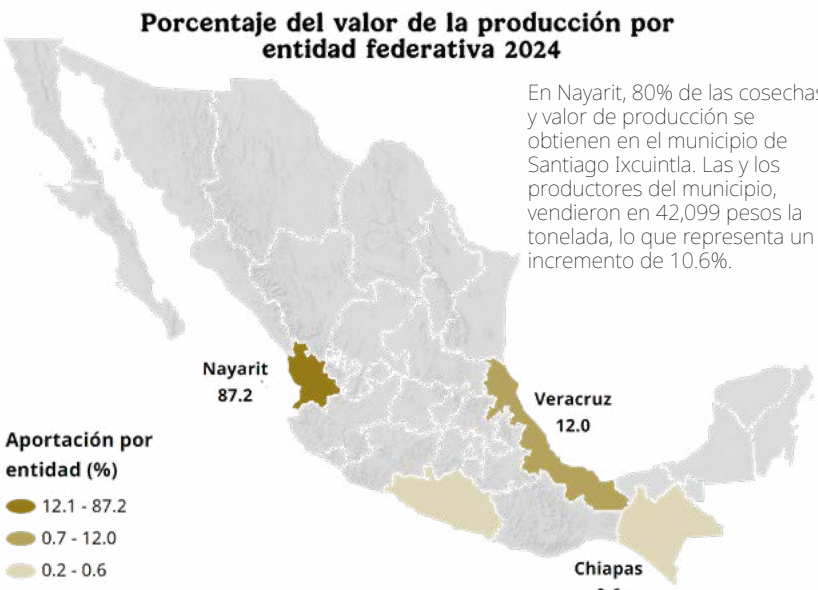 Porcentaje del valor de la producción por
entidad federativa 2024
En Nayarit, 80% de las cosechas
y valor de producción se
obtienen en el municipio de
Santiago Ixcuintla. Las y los
productores del municipio,
vendieron en 42,099 pesos la
tonelada, lo que representa un
incremento de 10.6%.
Nayarit
87.2
Veracruz
12.0
Aportación por
entidad (%)
12.1 - 87.2
0.7 - 12.0
0.2 - 0.6
Chiapas